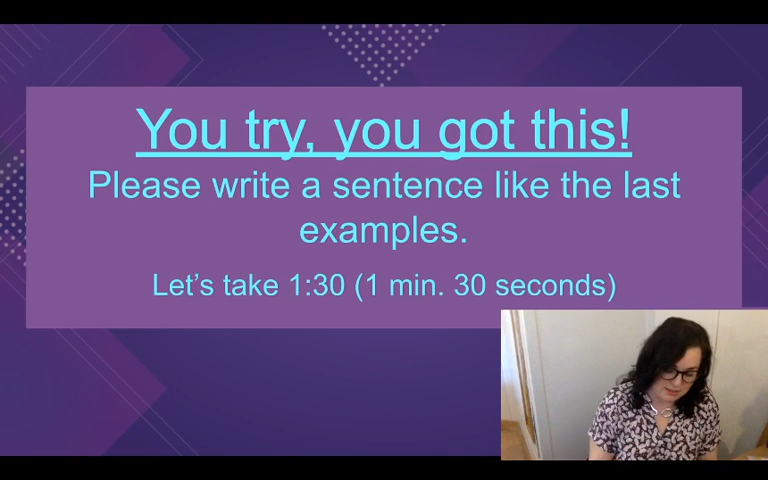 You try, you got this!
Please write a sentence like the last
examples.
Let’s take 1:30 (1 min. 30 seconds)